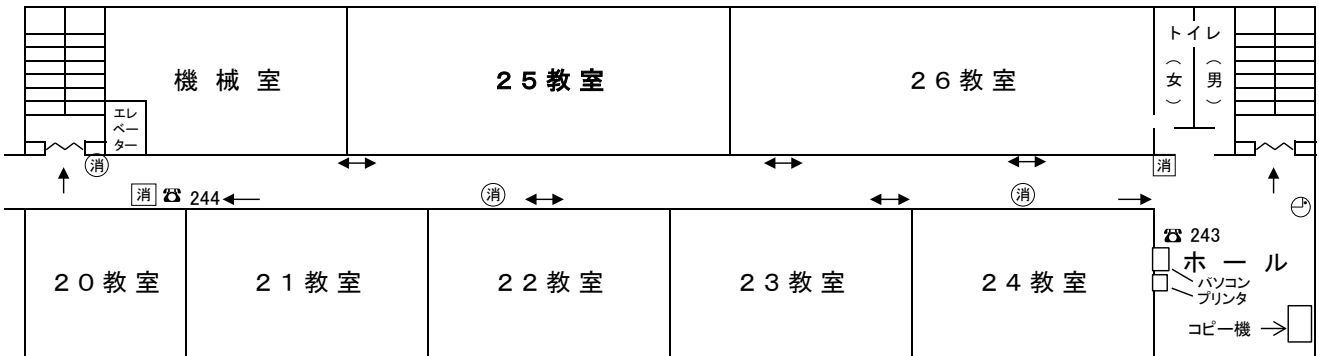 機械室
２５教室
２６教室
トイレ
（女）
（男）
エレベーター
消
消
消
☎ 244
消
消
☎ 243
２０教室
２１教室
２２教室
２３教室
２４教室
ホール
パソコン
プリンタ
コピー機